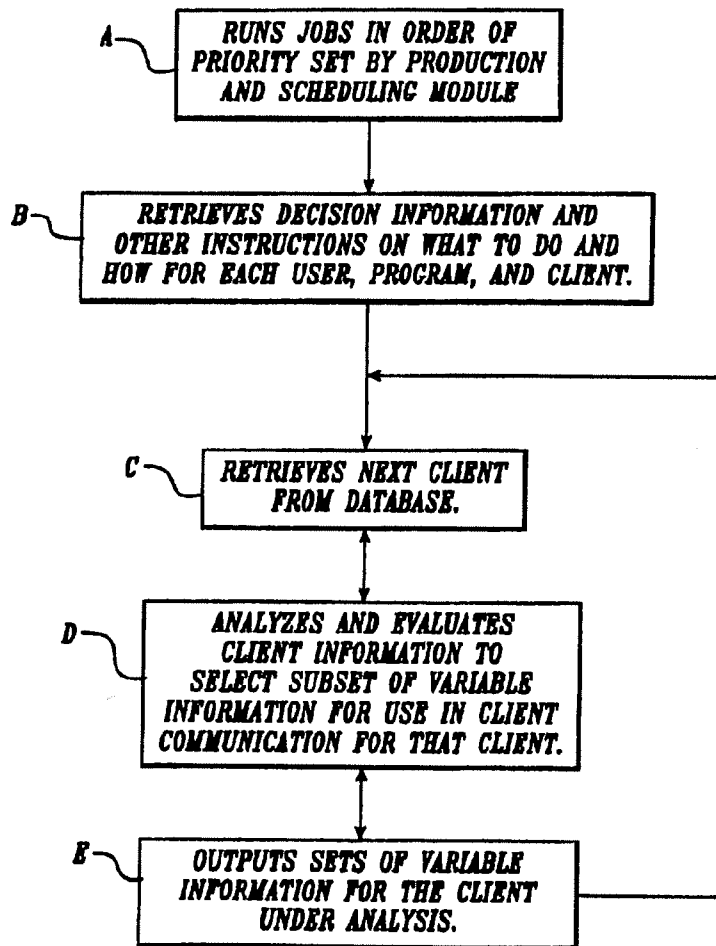 A
RUNS JOBS IN ORDER OF
PRIORITY SET BY PRODUCTION
AND SCHEDULING MODULE
B
RETRIEVES DECISION INFORMATION AND
OTHER INSTRUCTIONS ON WHAT TO DO AND
HOW FOR EACH USER, PROGRAM, AND CLIENT.
C
RETRIEVES NEXT CLIENT
FROM DATABASE.
D
ANALYZES AND EVALUATES
CLIENT INFORMATION TO
SELECT SUBSET OF VARIABLE
INFORMATION FOR USE IN CLIENT
COMMUNICATION FOR THAT CLIENT.
E
OUTPUTS SETS OF VARIABLE
INFORMATION FOR THE CLIENT
UNDER ANALYSIS.